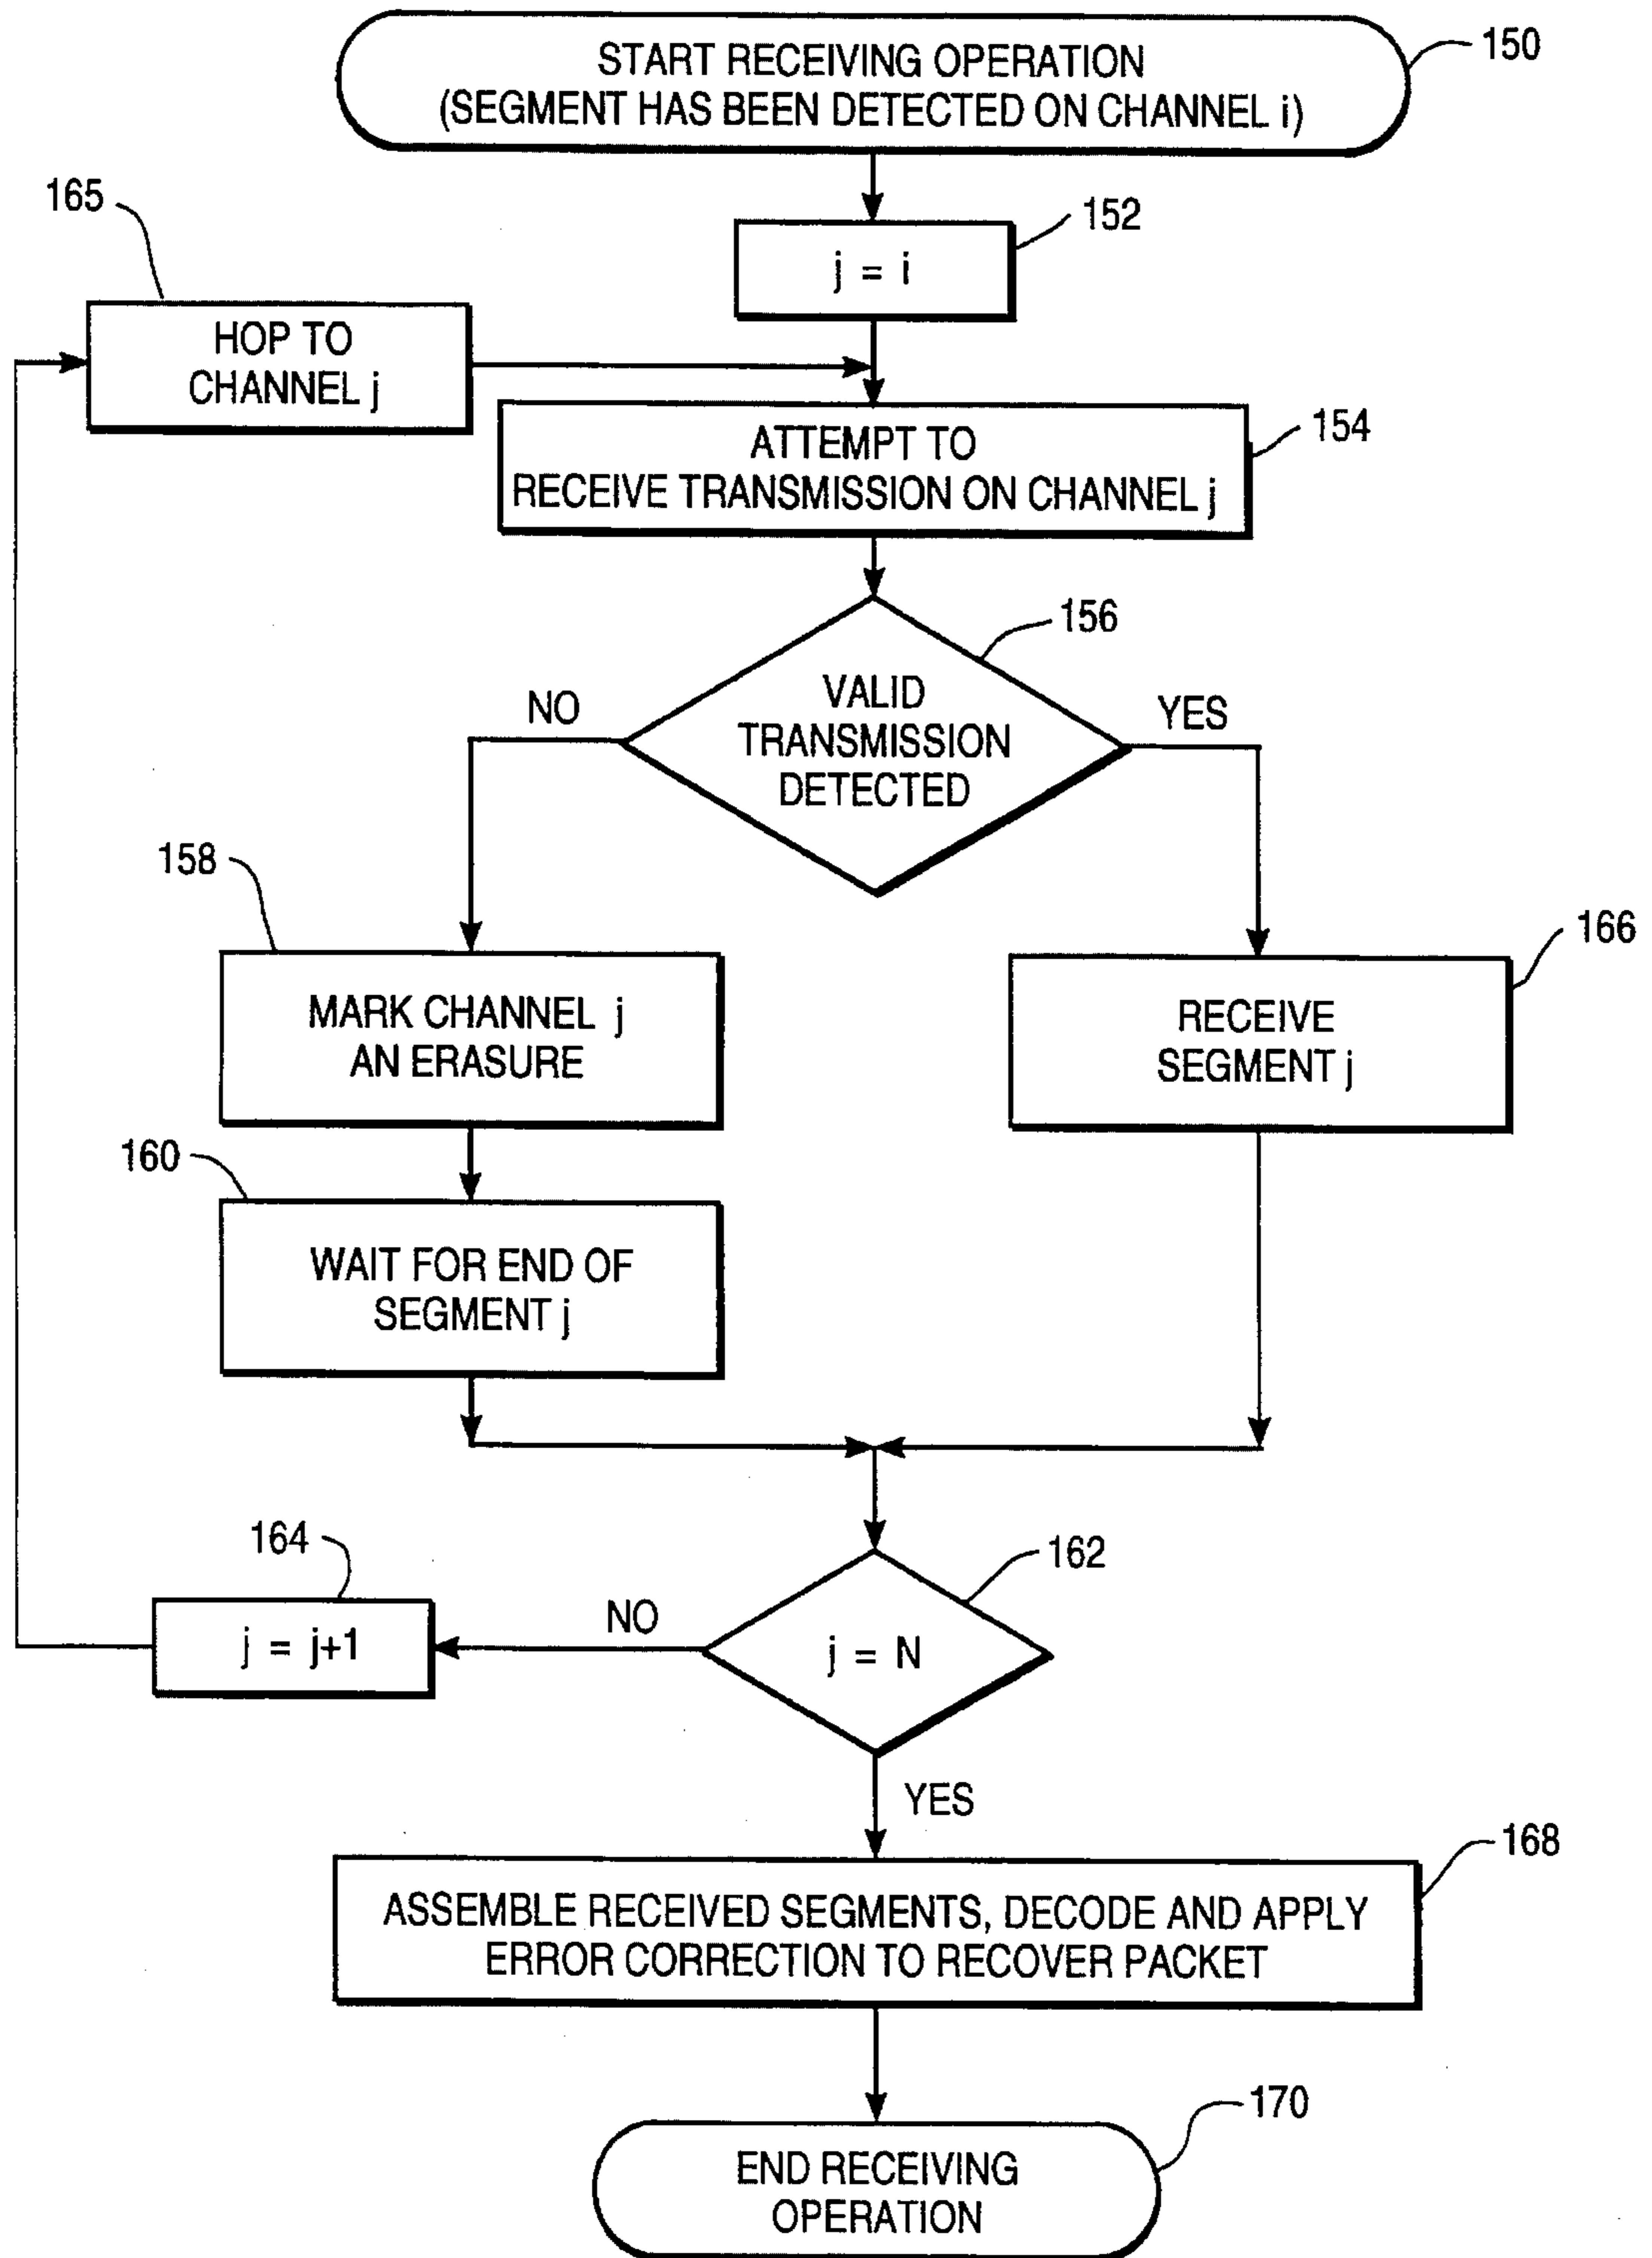 START RECEIVING OPERATION
(SEGMENT HAS BEEN DETECTED ON CHANNEL i)
150
165
152
j = i
HOP TO
CHANNEL j
154
ATTEMPT TO
RECEIVE TRANSMISSION ON CHANNEL j
156
NO
VALID
TRANSMISSION
DETECTED
YES
158
166
MARK CHANNEL j
AN ERASURE
RECEIVE
SEGMENT j
160
WAIT FOR END OF
SEGMENT j
164
162
j = j+1
NO
j = N
YES
168
ASSEMBLE RECEIVED SEGMENTS, DECODE AND APPLY
ERROR CORRECTION TO RECOVER PACKET
170
END RECEIVING
OPERATION